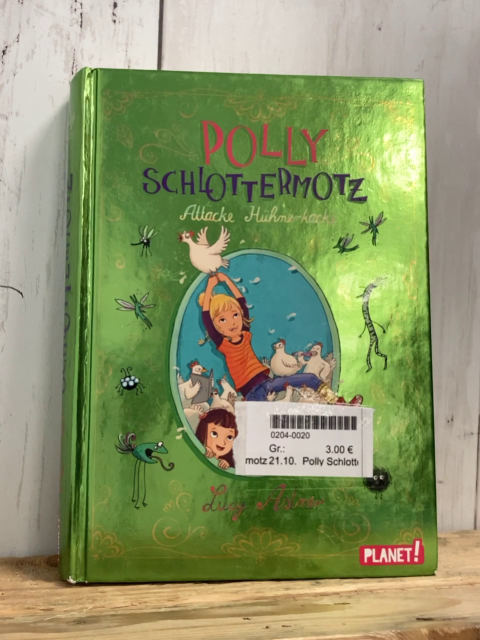 POLLY
SCHLOTTERMOTZ
Attacke Hühnerkacke
0204-0020
Gr.: 3.00 €
motz 21.10. Polly Schlott
Lucy Astner
PLANET!